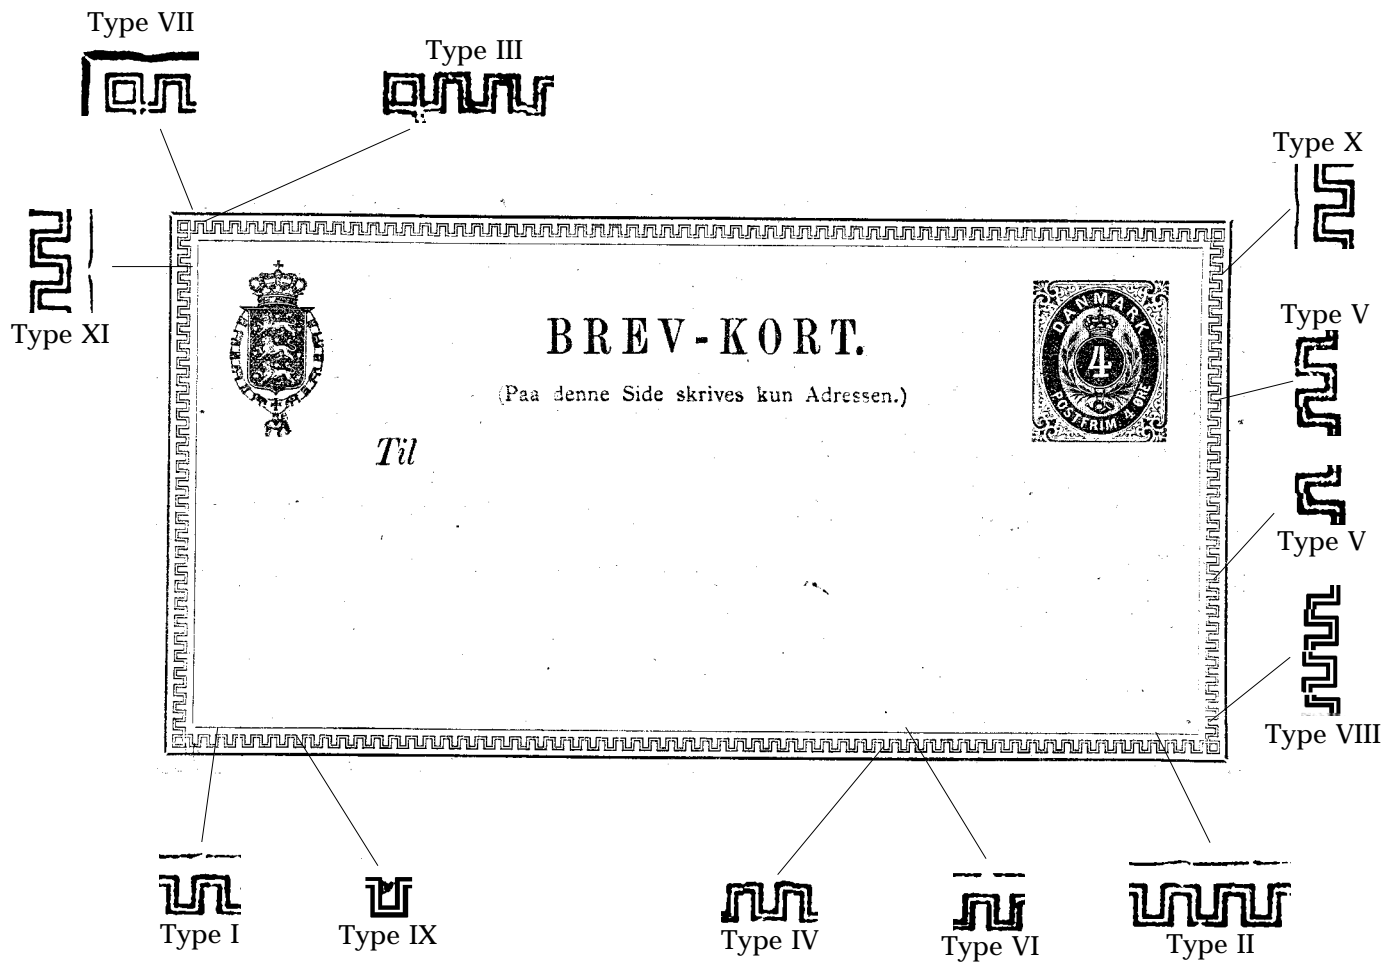 Type VII
Type III
Type X
Type XI
Type V
DANMARK
4
POSTFRIM. 4 ØRE
BREV-KORT.
(Paa denne Side skrives kun Adressen.)
Til
Type V
Type VIII
Type I
Type IX
Type IV
Type VI
Type II